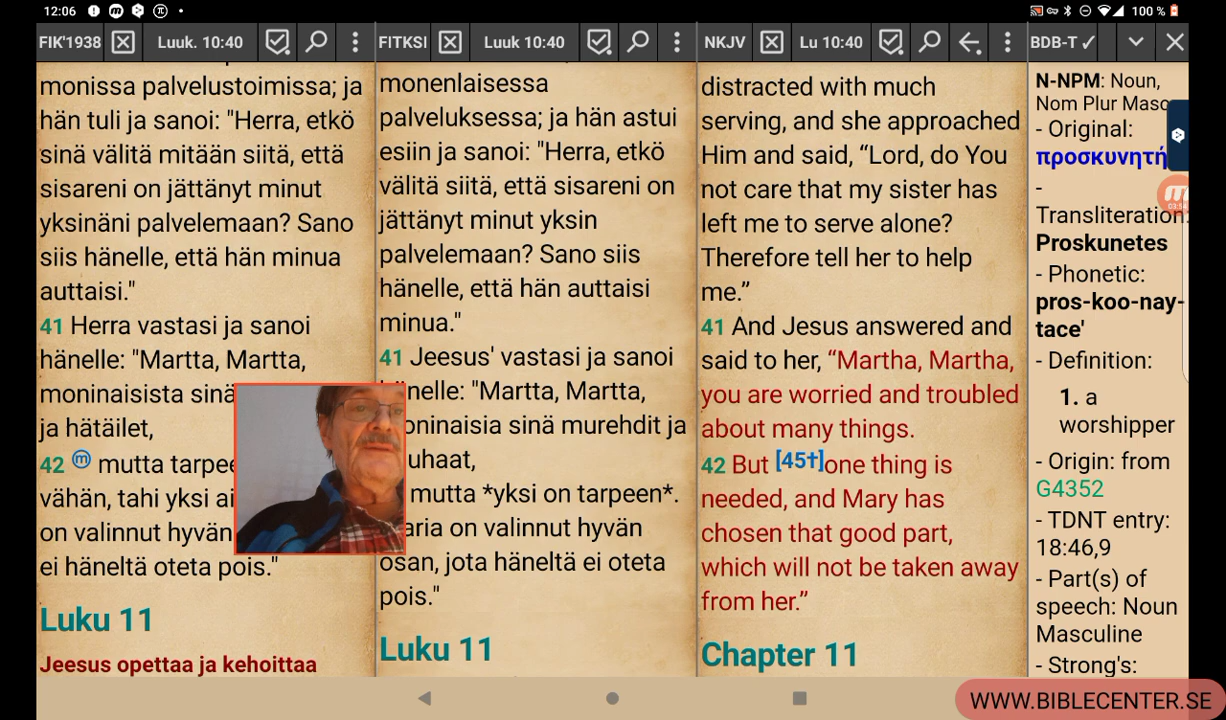 12:06
100 %
FIK'1938
Luuk. 10:40
FITKSI
Luuk 10:40
NKJV
Lu 10:40
BDB-T ✓
monissa palvelustoimissa; ja
hän tuli ja sanoi: "Herra, etkö
sinä välitä mitään siitä, että
sisareni on jättänyt minut
yksinäni palvelemaan? Sano
siis hänelle, että hän minua
auttaisi."
41 Herra vastasi ja sanoi
hänelle: "Martta, Martta,
moninaisista sinä
ja hätäilet,
42 ⓜ mutta tarpee
vähän, tahi yksi ai
on valinnut hyvän
ei häneltä oteta pois."
Luku 11
Jeesus opettaa ja kehoittaa
monenlaisessa
palveluksessa; ja hän astui
esiin ja sanoi: "Herra, etkö
välitä siitä, että sisareni on
jättänyt minut yksin
palvelemaan? Sano siis
hänelle, että hän auttaisi
minua."
41 Jeesus' vastasi ja sanoi
hänelle: "Martta, Martta,
oninaisia sinä murehdit ja
uhaat,
mutta *yksi on tarpeen*.
aria on valinnut hyvän
osan, jota häneltä ei oteta
pois."
Luku 11
distracted with much
serving, and she approached
Him and said, “Lord, do You
not care that my sister has
left me to serve alone?
Therefore tell her to help
me.”
41 And Jesus answered and
said to her, “Martha, Martha,
you are worried and troubled
about many things.
42 But [45†]one thing is
needed, and Mary has
chosen that good part,
which will not be taken away
from her.”
Chapter 11
N-NPM: Noun,
Nom Plur Masc
- Original:
προσκυνητή
-
Transliteration:
Proskunetes
- Phonetic:
pros-koo-nay-
tace'
- Definition:
1. a
worshipper
- Origin: from
G4352
- TDNT entry:
18:46,9
- Part(s) of
speech: Noun
Masculine
- Strong's:
WWW.BIBLECENTER.SE